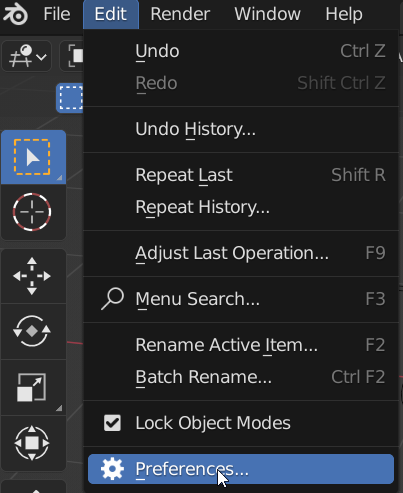 File Edit Render Window Help
Undo Ctrl Z
Redo Shift Ctrl Z
Undo History...
Repeat Last Shift R
Repeat History...
Adjust Last Operation... F9
Menu Search... F3
Rename Active Item... F2
Batch Rename... Ctrl F2
Lock Object Modes
Preferences...